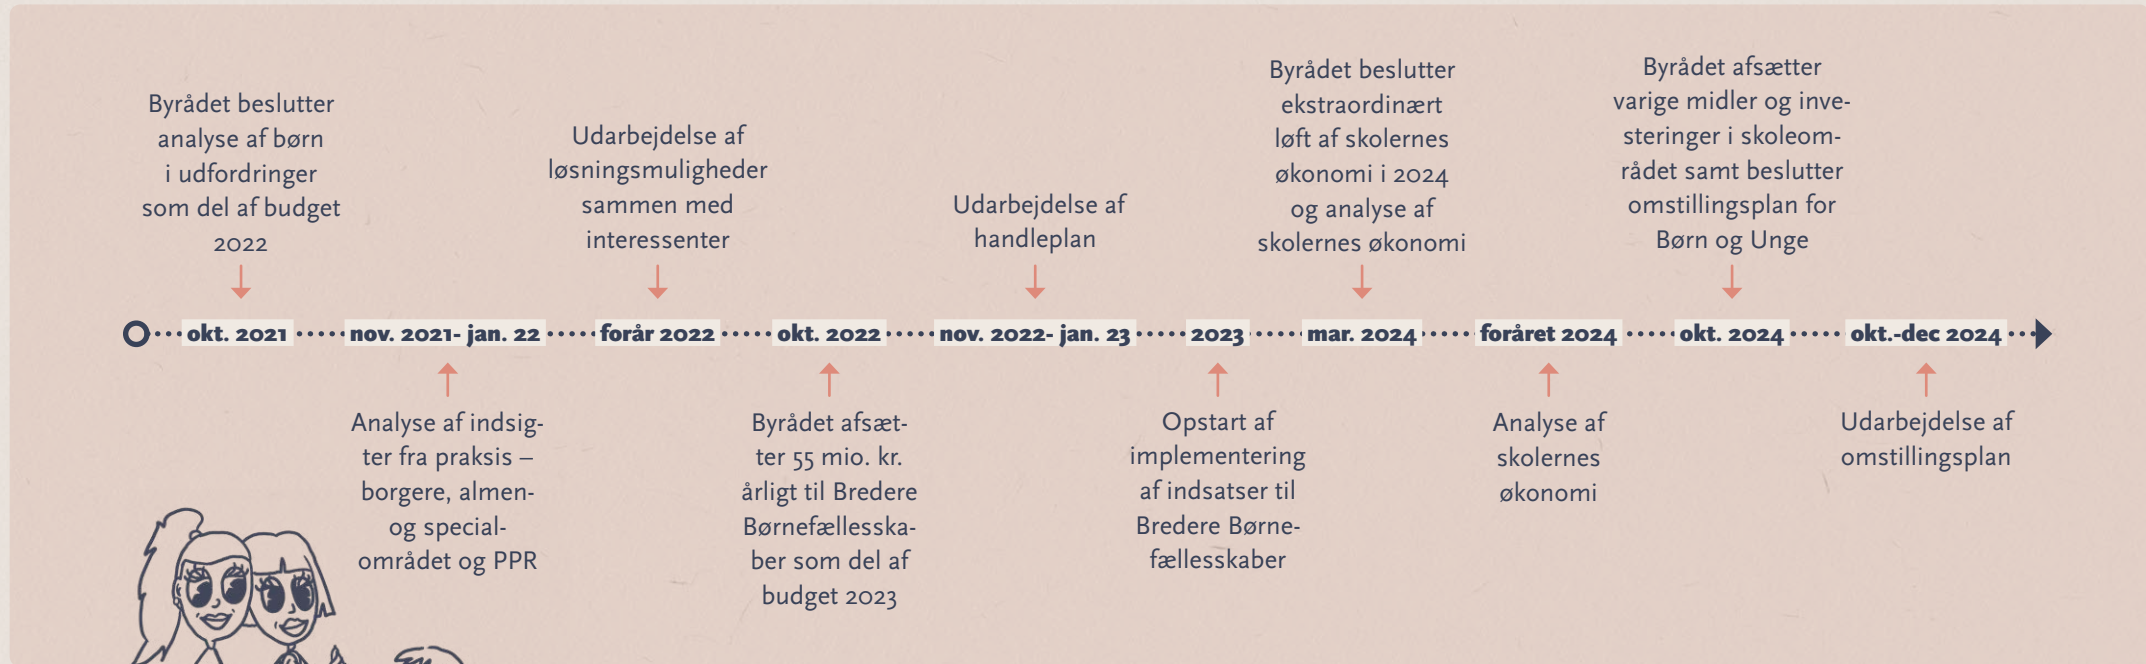 Byrådet beslutter
analyse af børn
i udfordringer
som del af budget
2022
Udarbejdelse af
løsningsmuligheder
sammen med
interessenter
Udarbejdelse af
handleplan
Byrådet beslutter
ekstraordinært
løft af skolernes
økonomi i 2024
og analyse af
skolernes økonomi
Byrådet afsætter
varige midler og inve-
steringer i skoleom-
rådet samt beslutter
omstillingsplan for
Børn og Unge
okt. 2021
nov. 2021- jan. 22
forår 2022
okt. 2022
nov. 2022- jan. 23
2023
mar. 2024
foråret 2024
okt. 2024
okt.-dec 2024
Analyse af indsig-
ter fra praksis –
borgere, almen-
og special-
området og PPR
Byrådet afsæt-
ter 55 mio. kr.
årligt til Bredere
Børnefælleska-
ber som del af
budget 2023
Opstart af
implementering
af indsatser til
Bredere Børne-
fællesskaber
Analyse af
skolernes
økonomi
Udarbejdelse af
omstillingsplan